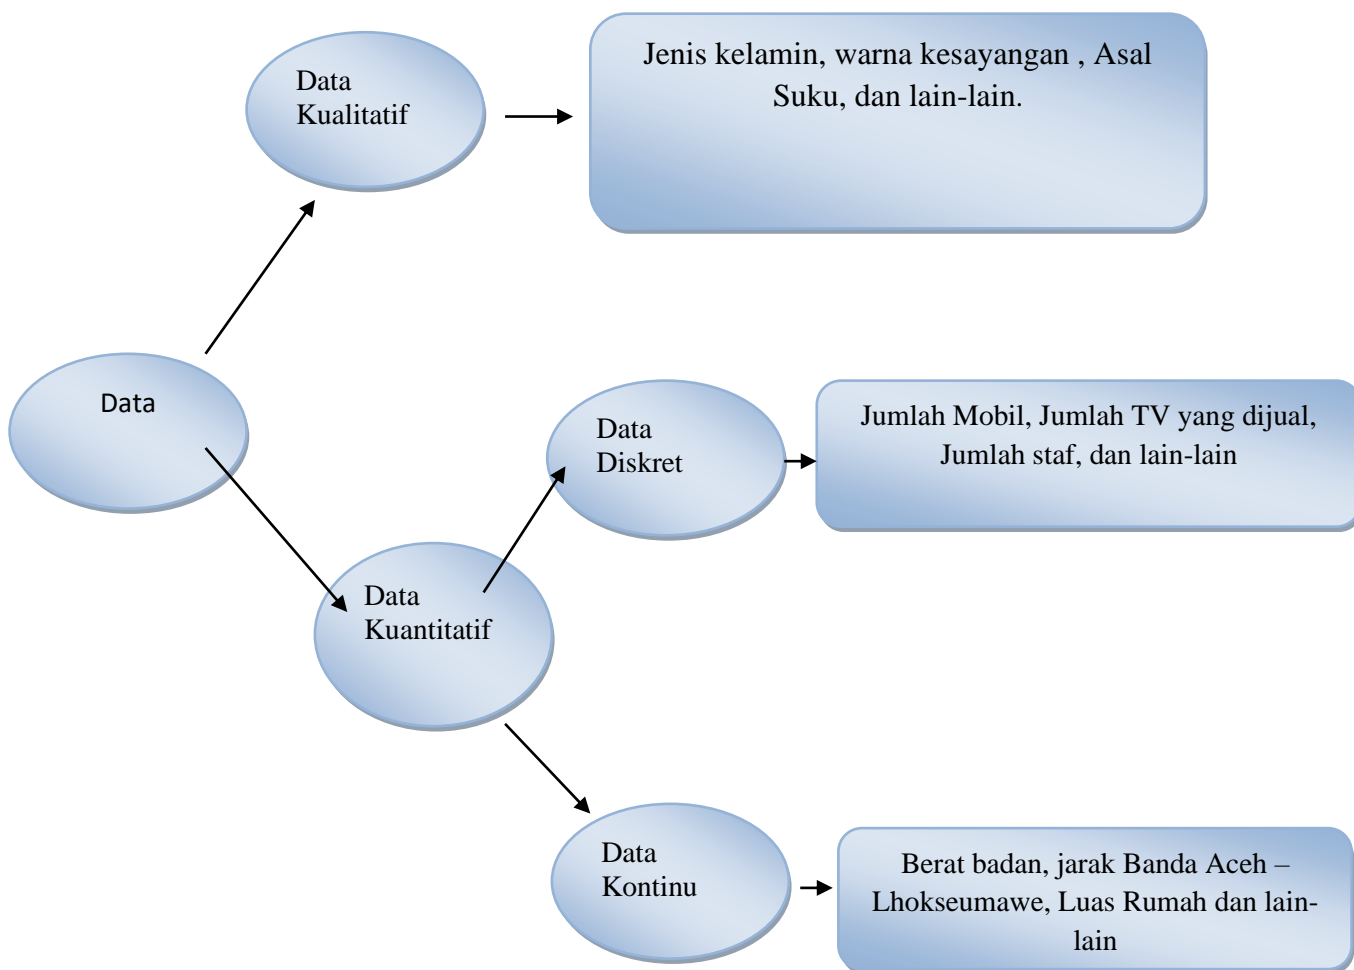 Data
Kualitatif
Jenis kelamin, warna kesayangan , Asal
Suku, dan lain-lain.
Data
Data
Diskret
Jumlah Mobil, Jumlah TV yang dijual,
Jumlah staf, dan lain-lain
Data
Kuantitatif
Data
Kontinu
Berat badan, jarak Banda Aceh –
Lhokseumawe, Luas Rumah dan lain-
lain